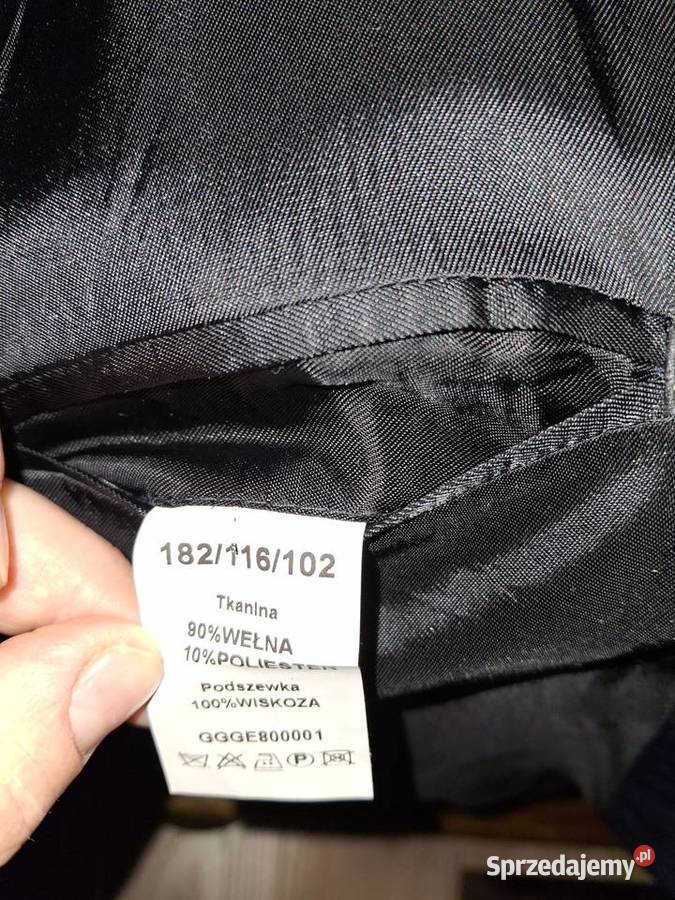 182/116/102
Tkanina
90%WEŁNA
10%POLIESTER
Podszewka
100%WISKOZA
GGGE800001
P
Sprzedajemy.pl